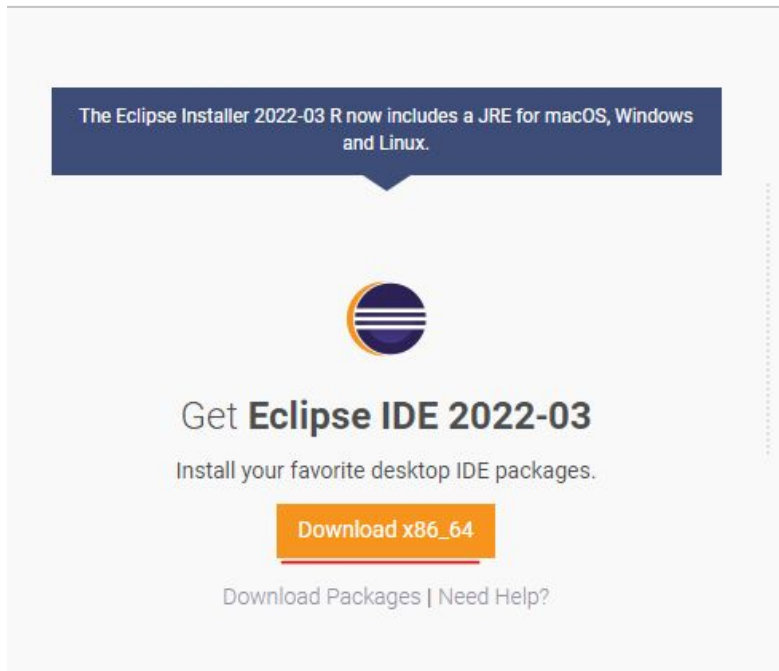 The Eclipse Installer 2022-03 R now includes a JRE for macOS, Windows
and Linux.
Get Eclipse IDE 2022-03
Install your favorite desktop IDE packages.
Download x86_64
Download Packages | Need Help?